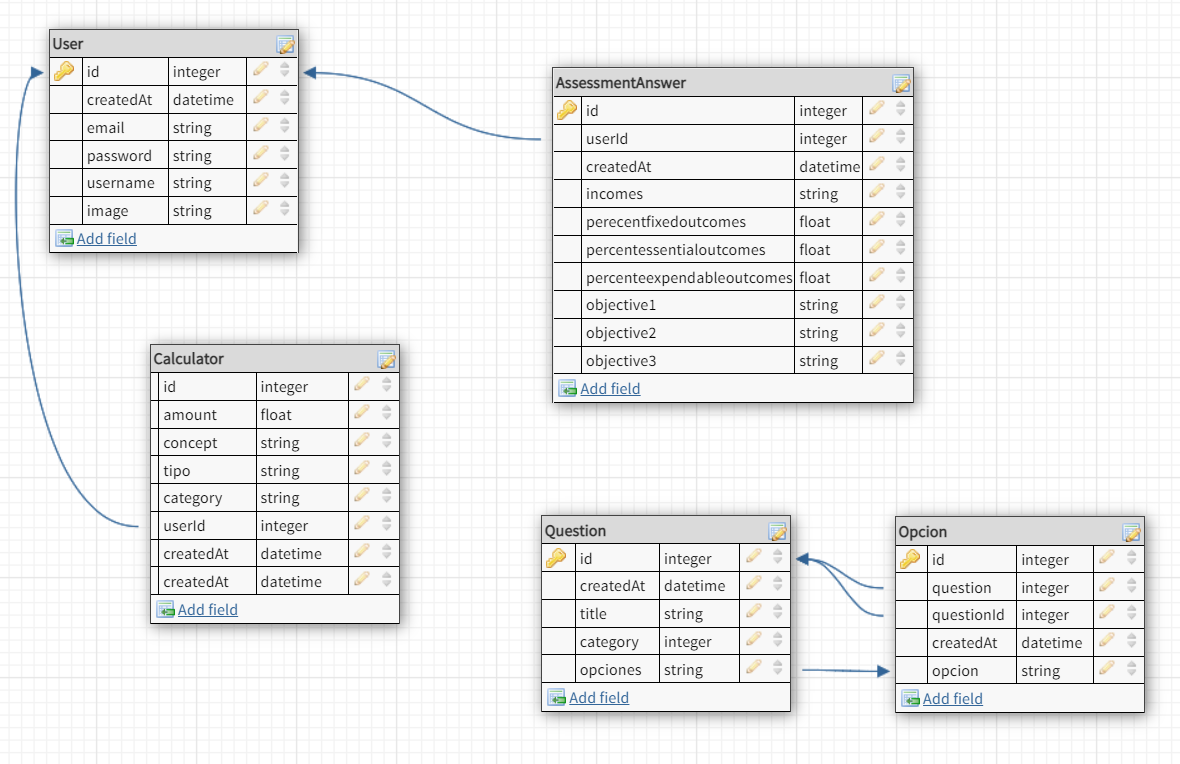 User
id integer
createdAt datetime
email string
password string
username string
image string
Add field
AssessmentAnswer
id integer
userId integer
createdAt datetime
incomes string
perecentfixedoutcomes float
percentessentialoutcomes float
percenteexpendableoutcomes float
objective1 string
objective2 string
objective3 string
Add field
Calculator
id integer
amount float
concept string
tipo string
category string
userId integer
createdAt datetime
createdAt datetime
Add field
Question
id integer
createdAt datetime
title string
category integer
opciones string
Add field
Opcion
id integer
question integer
questionId integer
createdAt datetime
opcion string
Add field